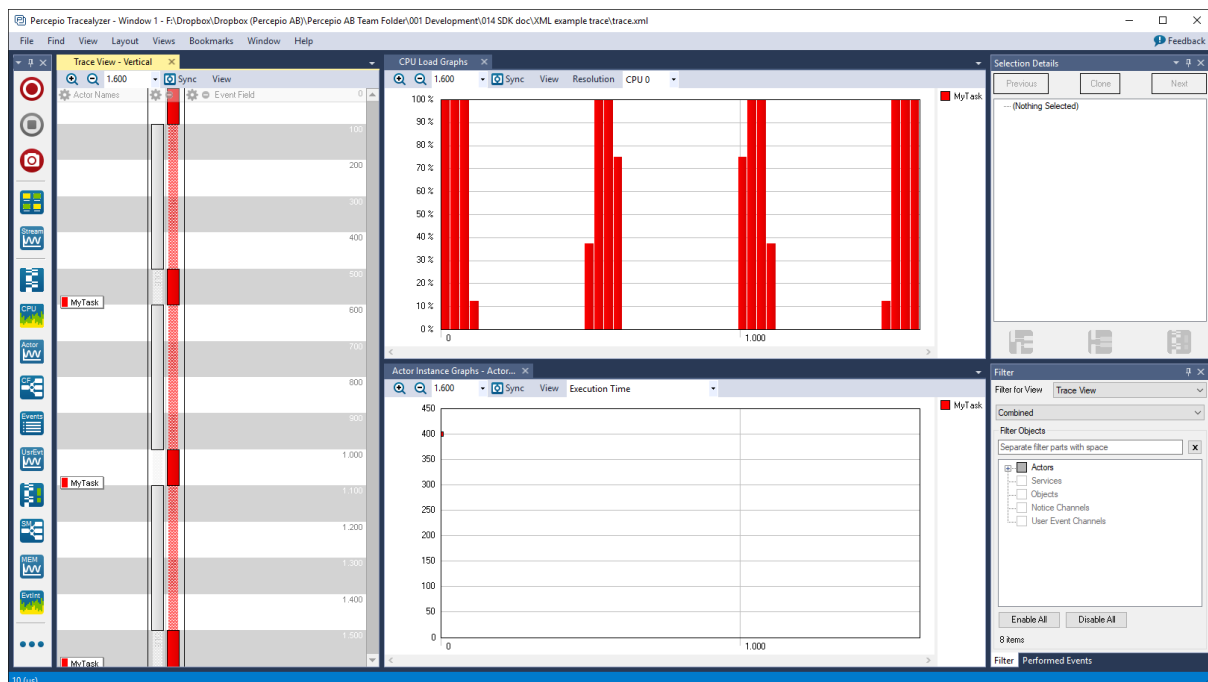 Percepio Tracealyzer - Window 1 - F:\Dropbox\Dropbox (Percepio AB)\Percepio AB Team Folder\001 Development\014 SDK doc\XML example trace\trace.xml
File Find View Layout Views Bookmarks Window Help
Feedback
Stream
CPU
Actor
CF
Events
UsrEvt
SM
MEM
EvtInt
Trace View - Vertical
1.600 Sync View
Actor Names Event Field 0
100
200
300
400
500
MyTask
600
700
800
900
1.000
MyTask
1.100
1.200
1.300
1.400
1.500
MyTask
CPU Load Graphs
1.600 Sync View Resolution CPU 0
MyTask
100 %
90 %
80 %
70 %
60 %
50 %
40 %
30 %
20 %
10 %
0 %
0 1.000
Actor Instance Graphs - Actor...
1.600 Sync View Execution Time
MyTask
450
400
350
300
250
200
150
100
50
0
0 1.000
Selection Details
Previous Clone Next
(Nothing Selected)
Filter
Filter for View Trace View
Combined
Filter Objects
Separate filter parts with space x
Actors
Services
Objects
Notice Channels
User Event Channels
Enable All Disable All
8 items
Filter Performed Events
10 (us)